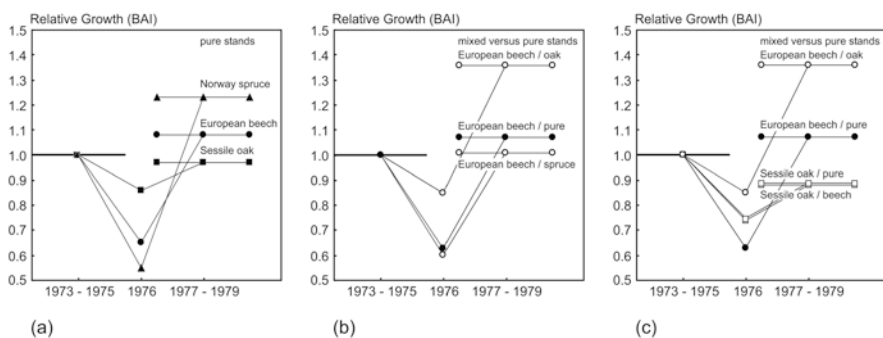 Relative Growth (BAI)
1.5
1.4
1.3
1.2
1.1
1.0
0.9
0.8
0.7
0.6
0.5
pure stands
Norway spruce
European beech
Sessile oak
1973 - 1975
1976
1977 - 1979
(a)
Relative Growth (BAI)
1.5
1.4
1.3
1.2
1.1
1.0
0.9
0.8
0.7
0.6
0.5
mixed versus pure stands
European beech / oak
European beech / pure
European beech / spruce
1973 - 1975
1976
1977 - 1979
(b)
Relative Growth (BAI)
1.5
1.4
1.3
1.2
1.1
1.0
0.9
0.8
0.7
0.6
0.5
mixed versus pure stands
European beech / oak
European beech / pure
Sessile oak / pure
Sessile oak / beech
1973 - 1975
1976
1977 - 1979
(c)